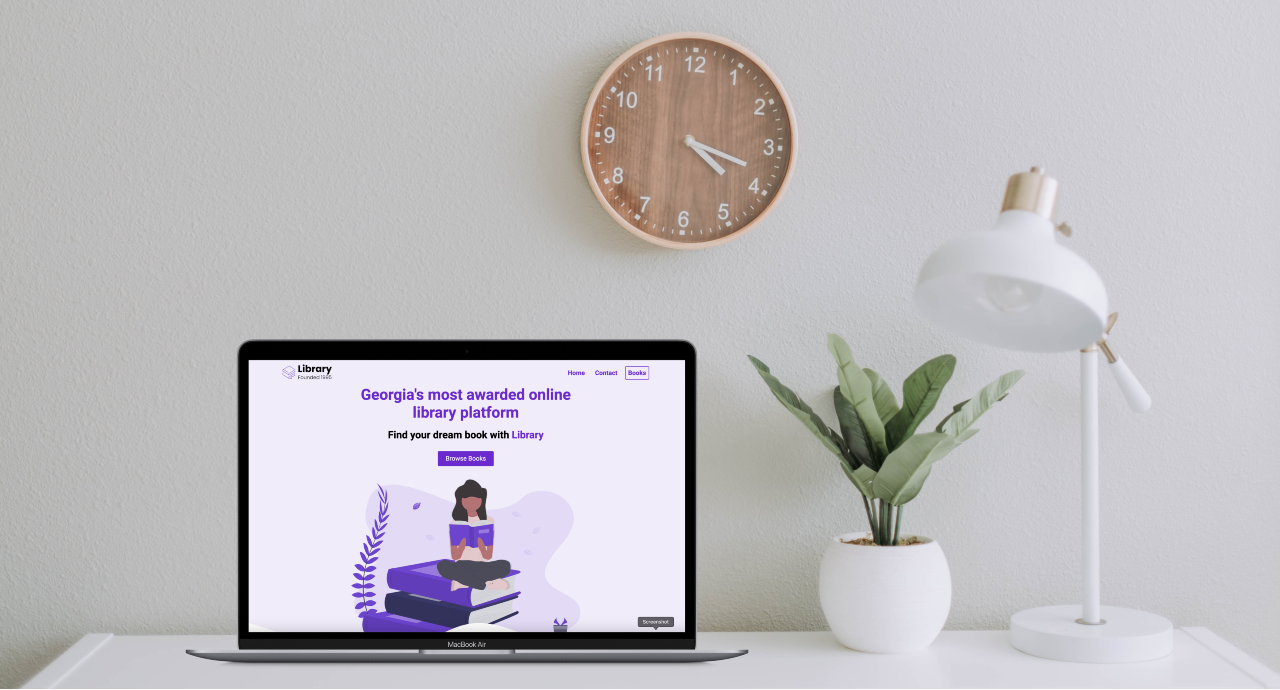 12
1
2
3
4
5
6
7
8
9
10
11
Library
Founded 1996
Home Contact Books
Georgia's most awarded online
library platform
Find your dream book with Library
Browse Books
Screenshot
MacBook Air